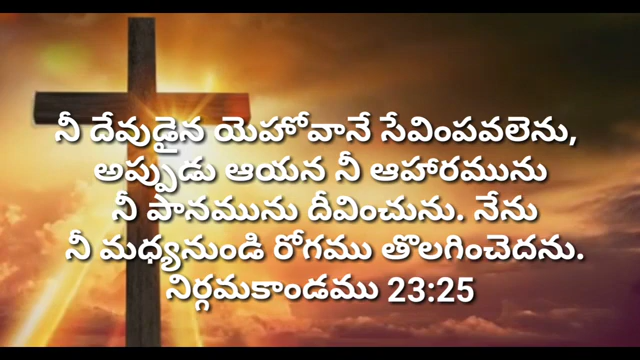 నీ దేవుడైన యెహోవానే సేవింపవలెను,
అప్పుడు ఆయన నీ ఆహారమును
నీ పానమును దీవించును. నేను
నీ మధ్యనుండి రోగము తొలగించెదను.
నిర్గమకాండము 23:25